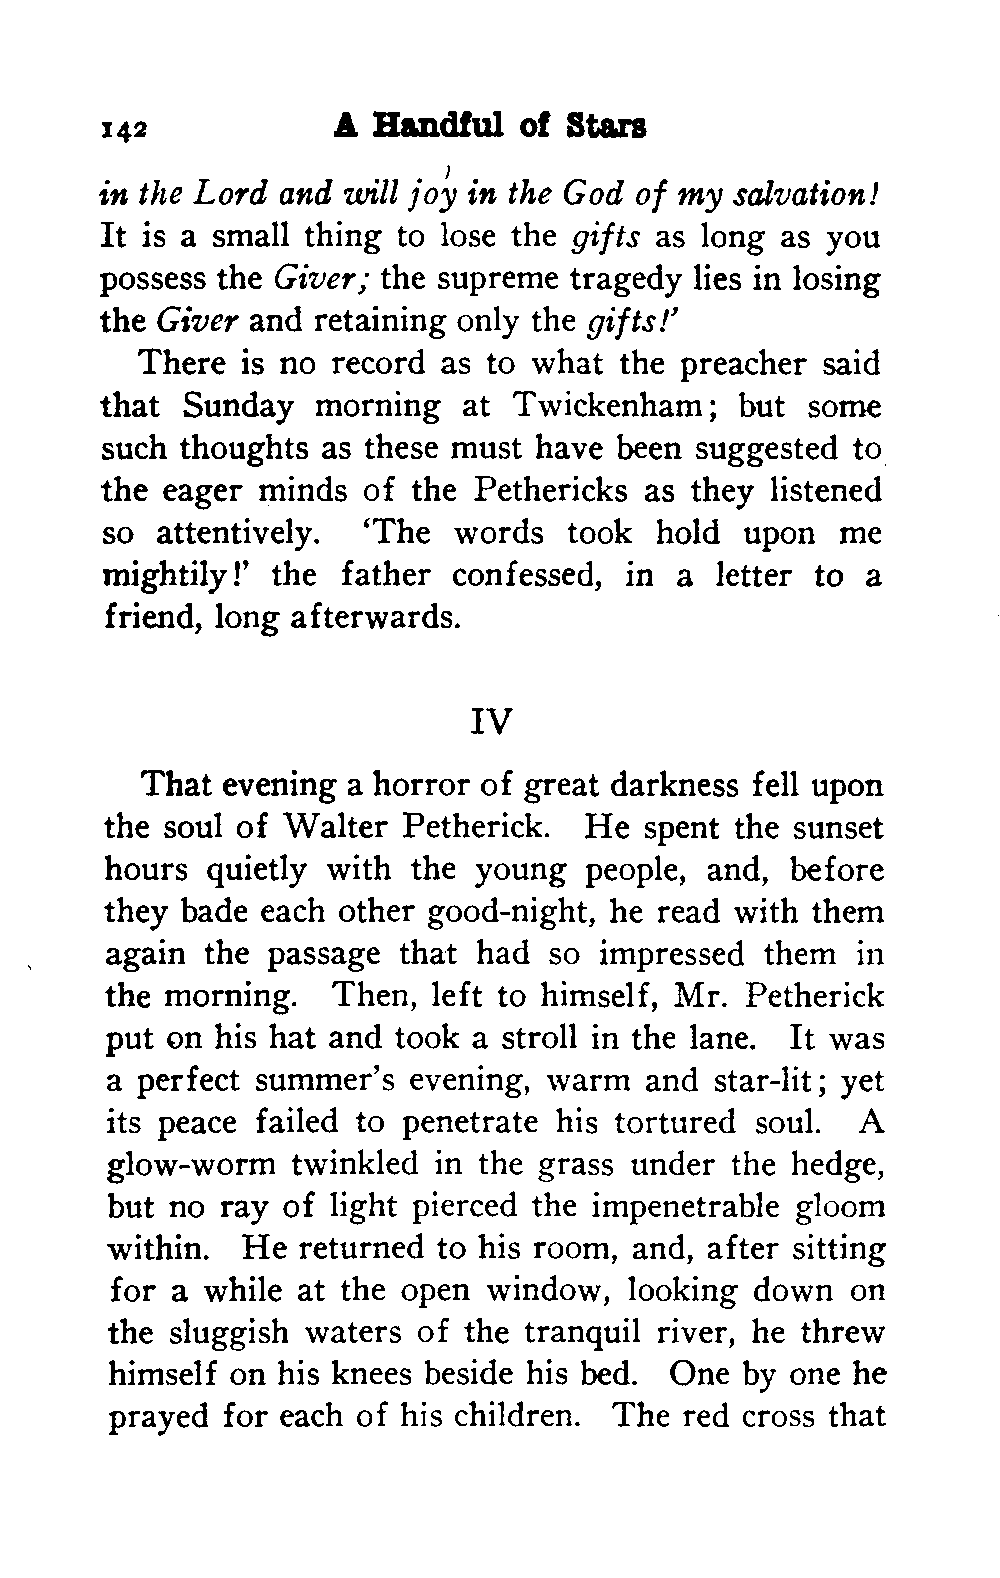 142 A Handful of Stars
in the Lord and will joy in the God of my salvation!
It is a small thing to lose the gifts as long as you
possess the Giver; the supreme tragedy lies in losing
the Giver and retaining only the gifts!’
There is no record as to what the preacher said
that Sunday morning at Twickenham; but some
such thoughts as these must have been suggested to
the eager minds of the Pethericks as they listened
so attentively. ‘The words took hold upon me
mightily!’ the father confessed, in a letter to a
friend, long afterwards.
IV
That evening a horror of great darkness fell upon
the soul of Walter Petherick. He spent the sunset
hours quietly with the young people, and, before
they bade each other good-night, he read with them
again the passage that had so impressed them in
the morning. Then, left to himself, Mr. Petherick
put on his hat and took a stroll in the lane. It was
a perfect summer’s evening, warm and star-lit; yet
its peace failed to penetrate his tortured soul. A
glow-worm twinkled in the grass under the hedge,
but no ray of light pierced the impenetrable gloom
within. He returned to his room, and, after sitting
for a while at the open window, looking down on
the sluggish waters of the tranquil river, he threw
himself on his knees beside his bed. One by one he
prayed for each of his children. The red cross that